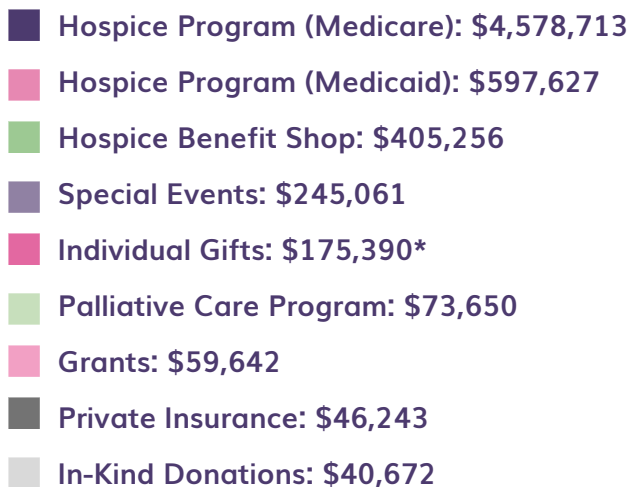 Hospice Program (Medicare): $4,578,713
Hospice Program (Medicaid): $597,627
Hospice Benefit Shop: $405,256
Special Events: $245,061
Individual Gifts: $175,390*
Palliative Care Program: $73,650
Grants: $59,642
Private Insurance: $46,243
In-Kind Donations: $40,672